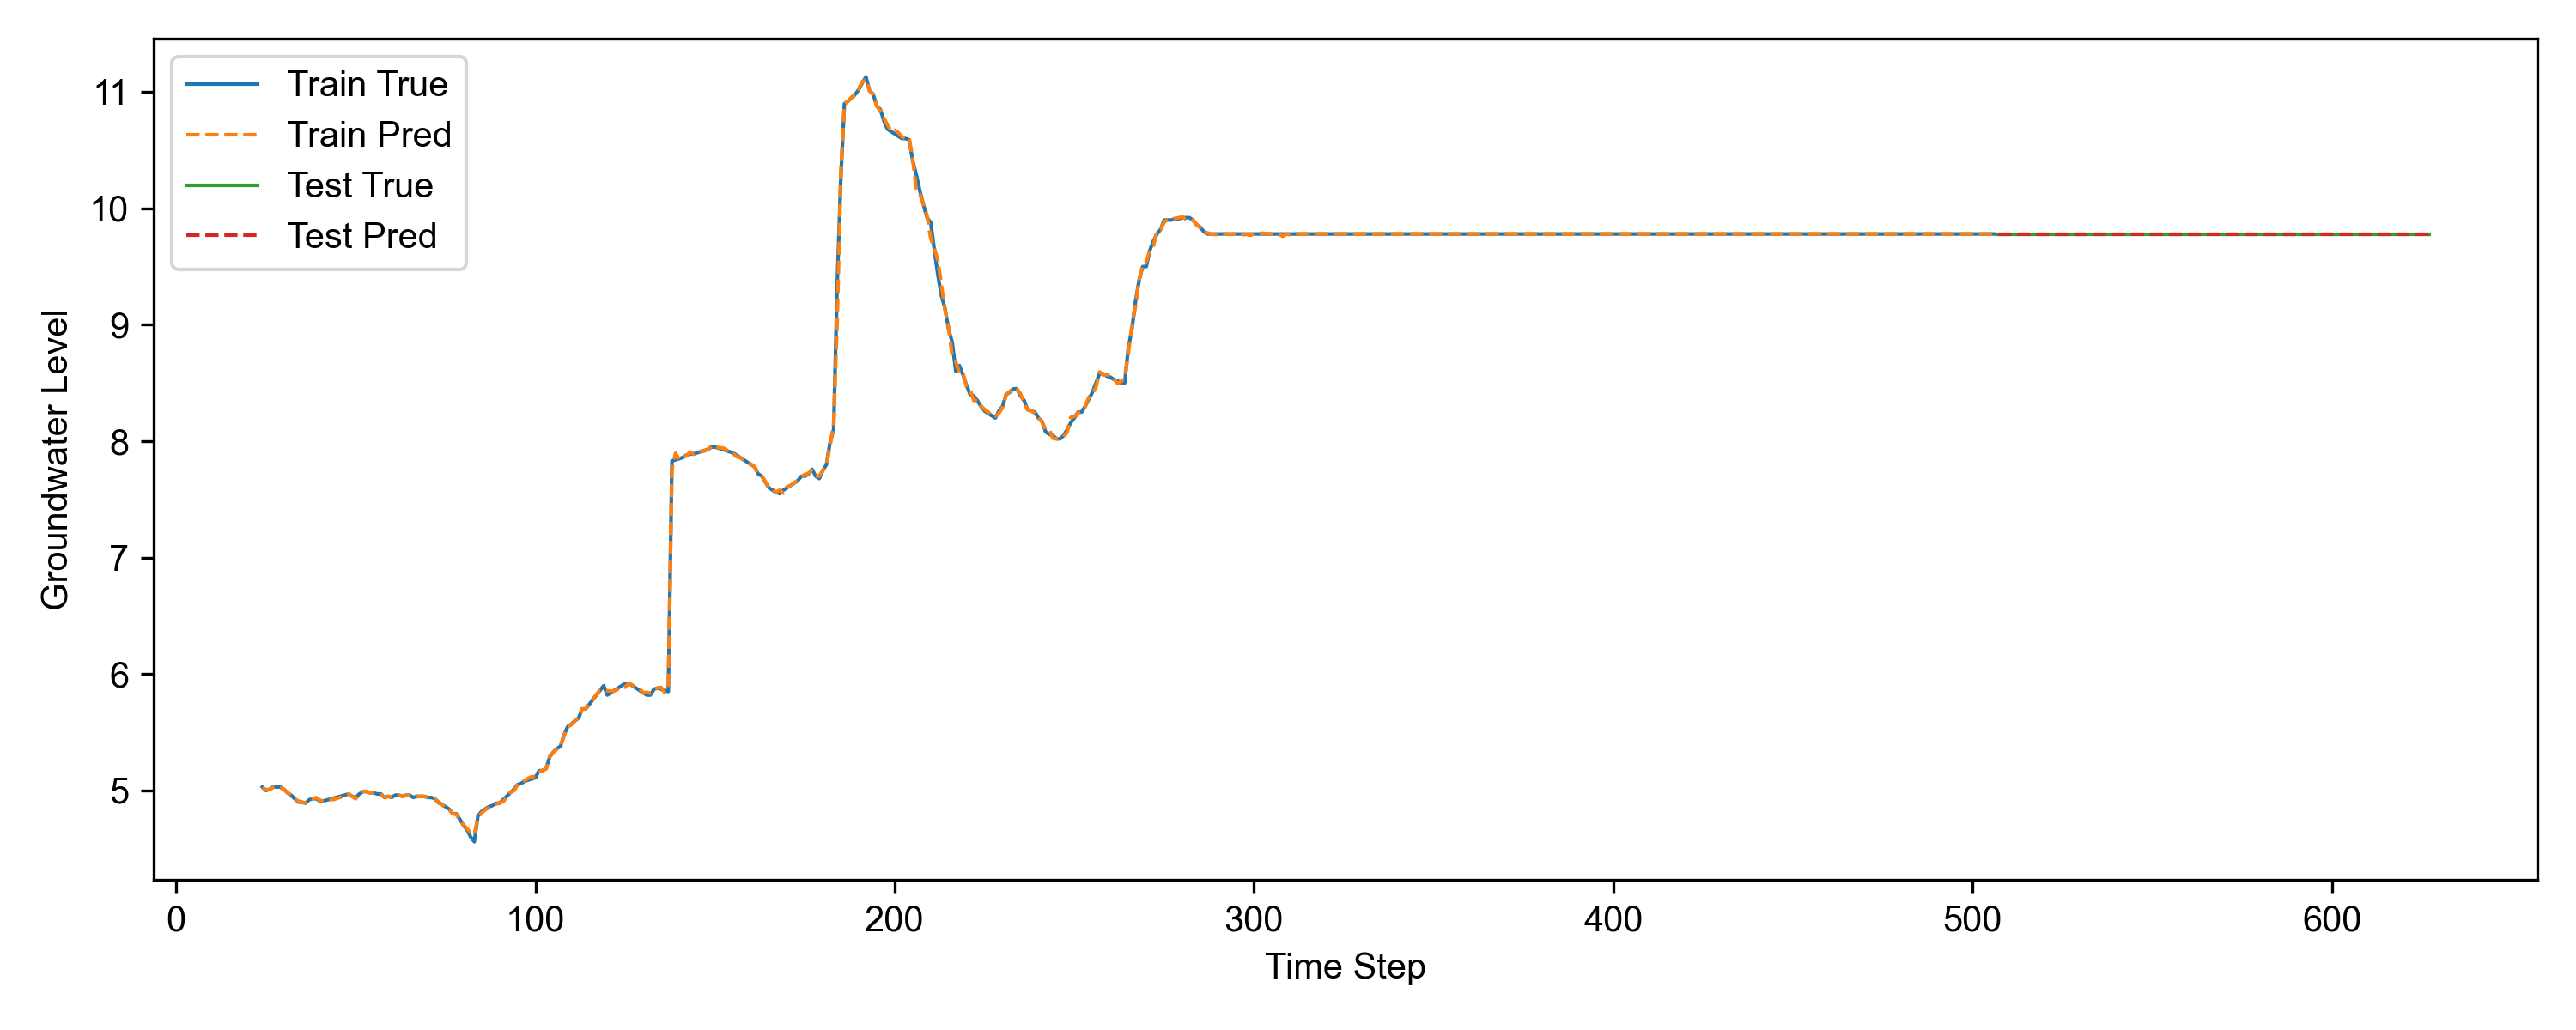 Train True
Train Pred
Test True
Test Pred
11
10
9
8
7
6
5
Groundwater Level
0 100 200 300 400 500 600
Time Step